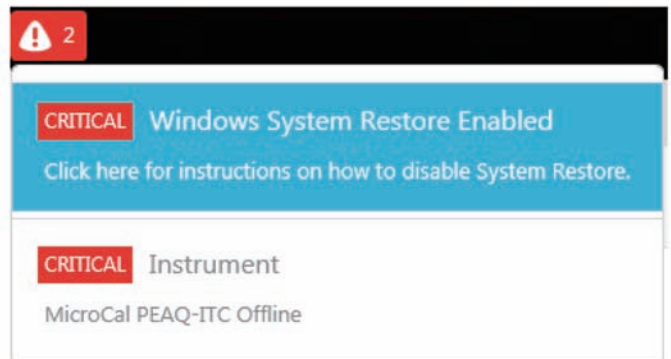 2
CRITICAL Windows System Restore Enabled
Click here for instructions on how to disable System Restore.
CRITICAL Instrument
MicroCal PEAQ-ITC Offline